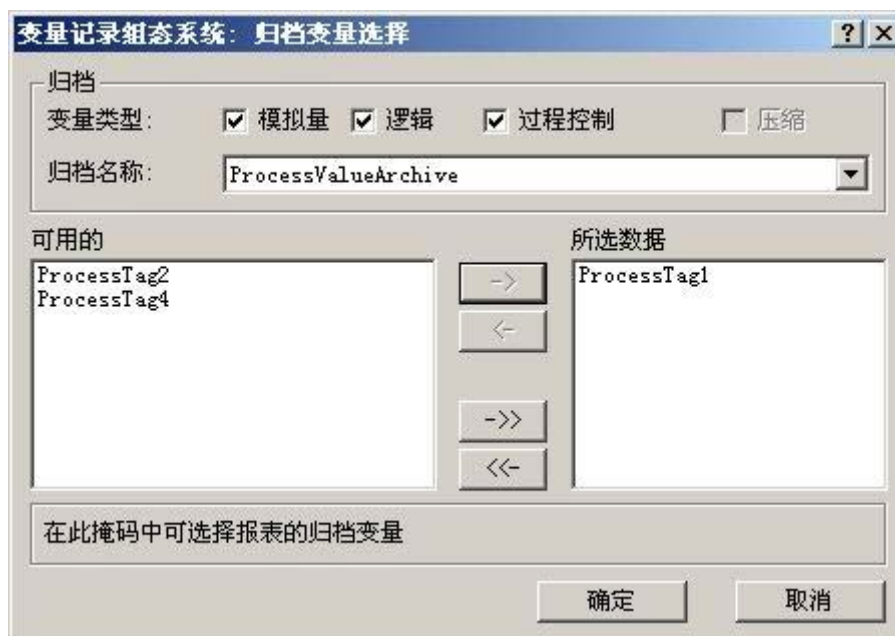 变量记录组态系统: 归档变量选择
归档
变量类型: 模拟量 逻辑 过程控制 压缩
归档名称: ProcessValueArchive
可用的 所选数据
ProcessTag2 -> ProcessTag1
ProcessTag4
<-
->>
<<-
在此掩码中可选择报表的归档变量
确定 取消